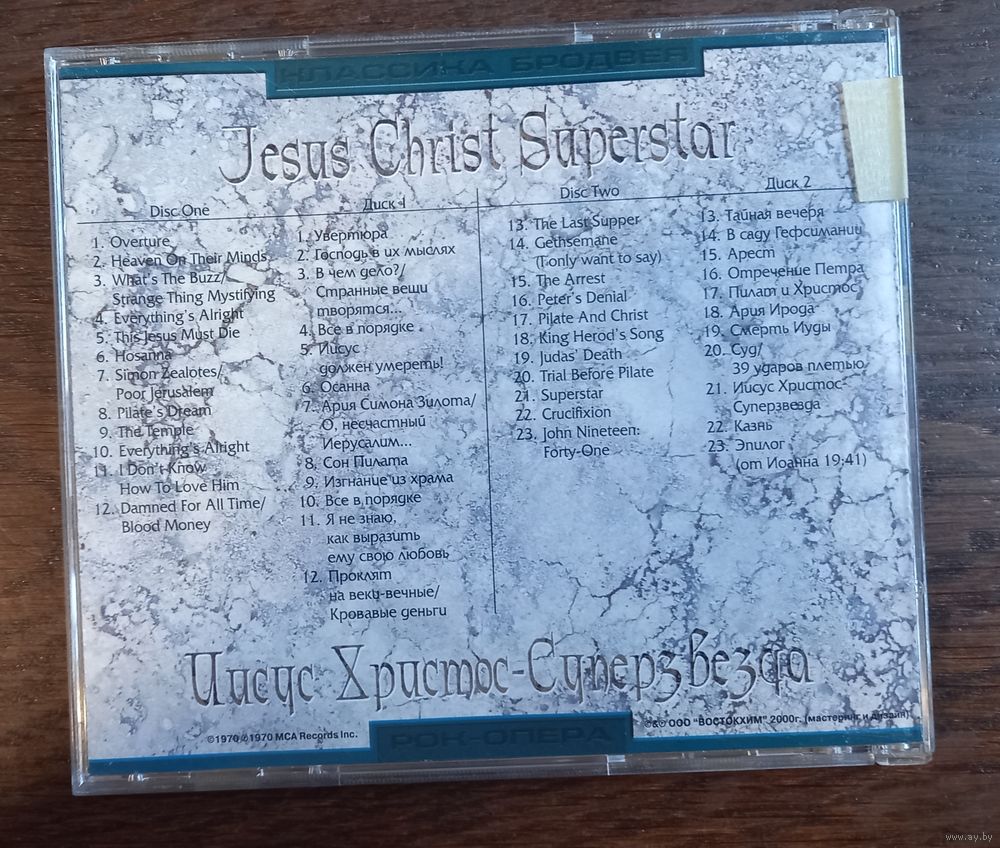 КЛАССИКА БРОДВЕЯ
Jesus Christ Superstar
Disc One
1. Overture
2. Heaven On Their Minds
3. What's The Buzz/
Strange Thing Mystifying
4. Everything's Alright
5. This Jesus Must Die
6. Hosanna
7. Simon Zealotes/
Poor Jerusalem
8. Pilate's Dream
9. The Temple
10. Everything's Alright
11. I Don't Know
How To Love Him
12. Damned For All Time/
Blood Money
Диск 1
1. Увертюра
2. Господь в их мыслях
3. В чем дело?/
Странные вещи
творятся...
4. Все в порядке
5. Иисус
должен умереть!
6. Осанна
7. Ария Симона Зилота/
О, несчастный
Иерусалим...
8. Сон Пилата
9. Изгнание из храма
10. Все в порядке
11. Я не знаю,
как выразить
ему свою любовь
12. Проклят
на веки-вечные/
Кровавые деньги
Disc Two
13. The Last Supper
14. Gethsemane
(I only want to say)
15. The Arrest
16. Peter's Denial
17. Pilate And Christ
18. King Herod's Song
19. Judas' Death
20. Trial Before Pilate
21. Superstar
22. Crucifixion
23. John Nineteen:
Forty-One
Диск 2
13. Тайная вечеря
14. В саду Гефсимании
15. Арест
16. Отречение Петра
17. Пилат и Христос
18. Ария Ирода
19. Смерть Иуды
20. Суд/
39 ударов плетью
21. Иисус Христос-
Суперзвезда
22. Казнь
23. Эпилог
(от Иоанна 19;41)
Иисус Христос-Суперзвезда
©1970 ℗1970 MCA Records Inc.
РОК-ОПЕРА
℗&© ООО "ВОСТОКХИМ" 2000г. (мастеринг и дизайн)
www.ay.by